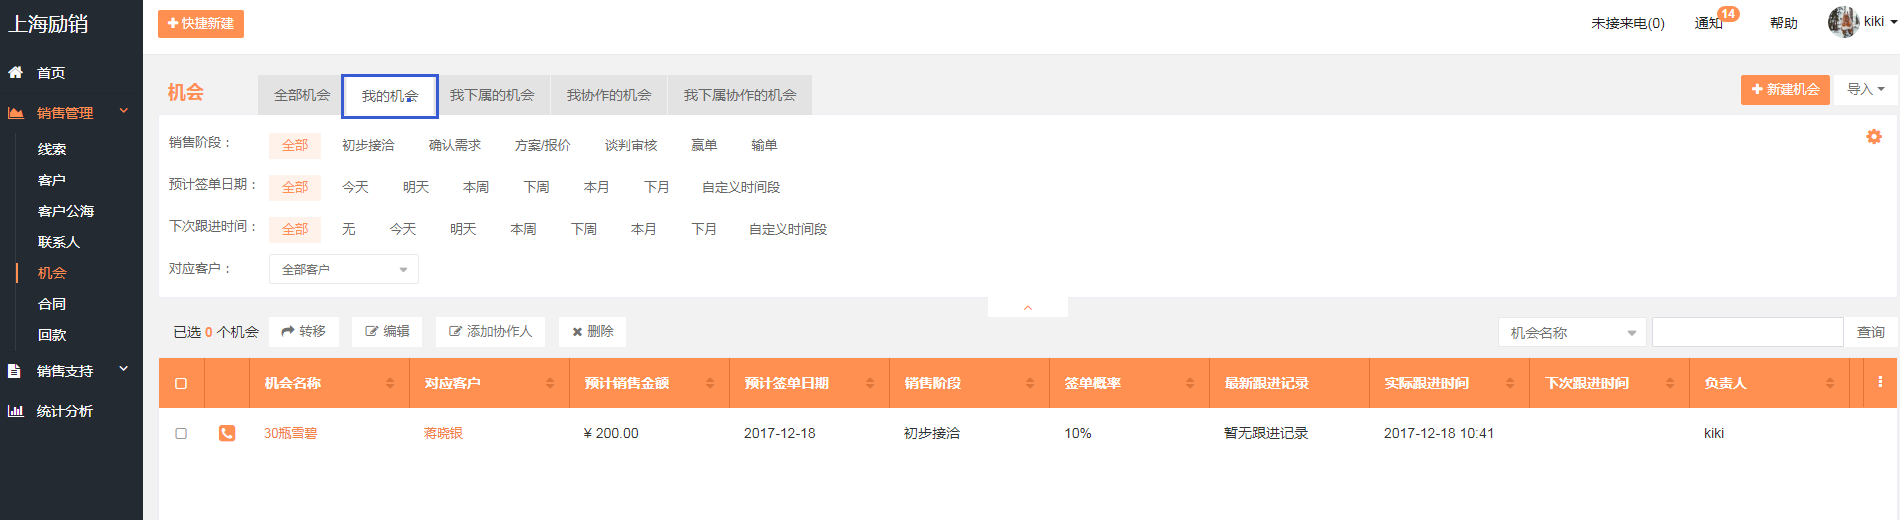 上海励销
快捷新建
未接来电(0) 通知 14 帮助 kiki
首页
销售管理
线索
客户
客户公海
联系人
机会
合同
回款
销售支持
统计分析
机会 全部机会 我的机会 我下属的机会 我协作的机会 我下属协作的机会 新建机会 导入
销售阶段： 全部 初步接洽 确认需求 方案/报价 谈判审核 赢单 输单
预计签单日期： 全部 今天 明天 本周 下周 本月 下月 自定义时间段
下次跟进时间： 全部 无 今天 明天 本周 下周 本月 下月 自定义时间段
对应客户： 全部客户
已选 0 个机会 转移 编辑 添加协作人 删除 机会名称 查询
机会名称 对应客户 预计销售金额 预计签单日期 销售阶段 签单概率 最新跟进记录 实际跟进时间 下次跟进时间 负责人
30瓶雪碧 蒋晓银 ¥ 200.00 2017-12-18 初步接洽 10% 暂无跟进记录 2017-12-18 10:41 kiki